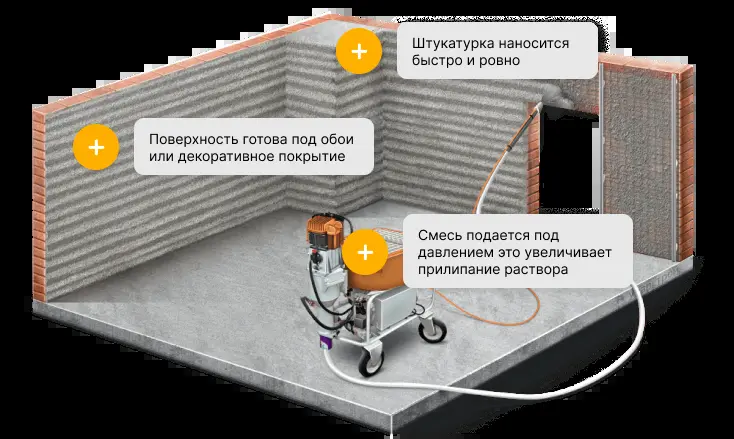 Штукатурка наносится
быстро и ровно
Поверхность готова под обои
или декоративное покрытие
Смесь подается под
давлением это увеличивает
прилипание раствора